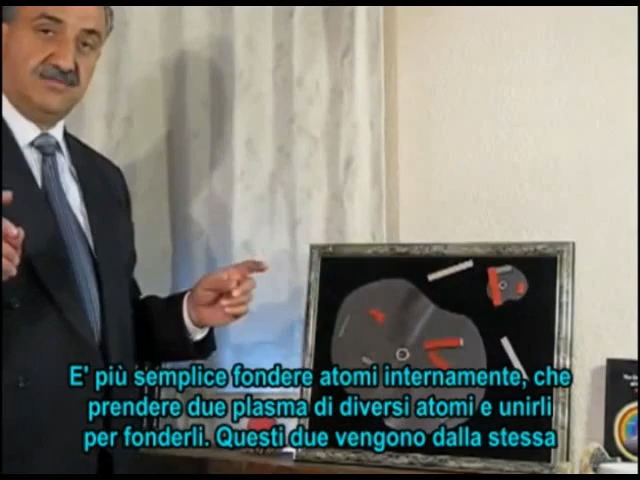 E' più semplice fondere atomi internamente, che
prendere due plasma di diversi atomi e unirli
per fonderli. Questi due vengono dalla stessa